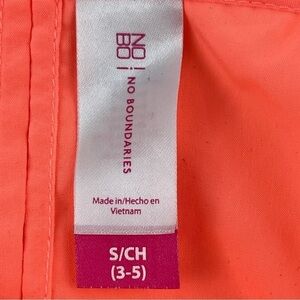 NO!
BO!
NO BOUNDARIES
Made in/Hecho en
Vietnam
S/CH
(3-5)